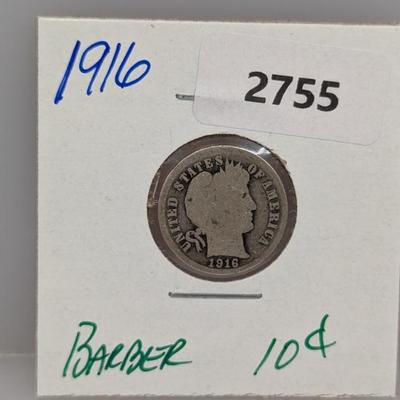 1916
2755
UNITED STATES OF AMERICA
1916
BARBER 10¢